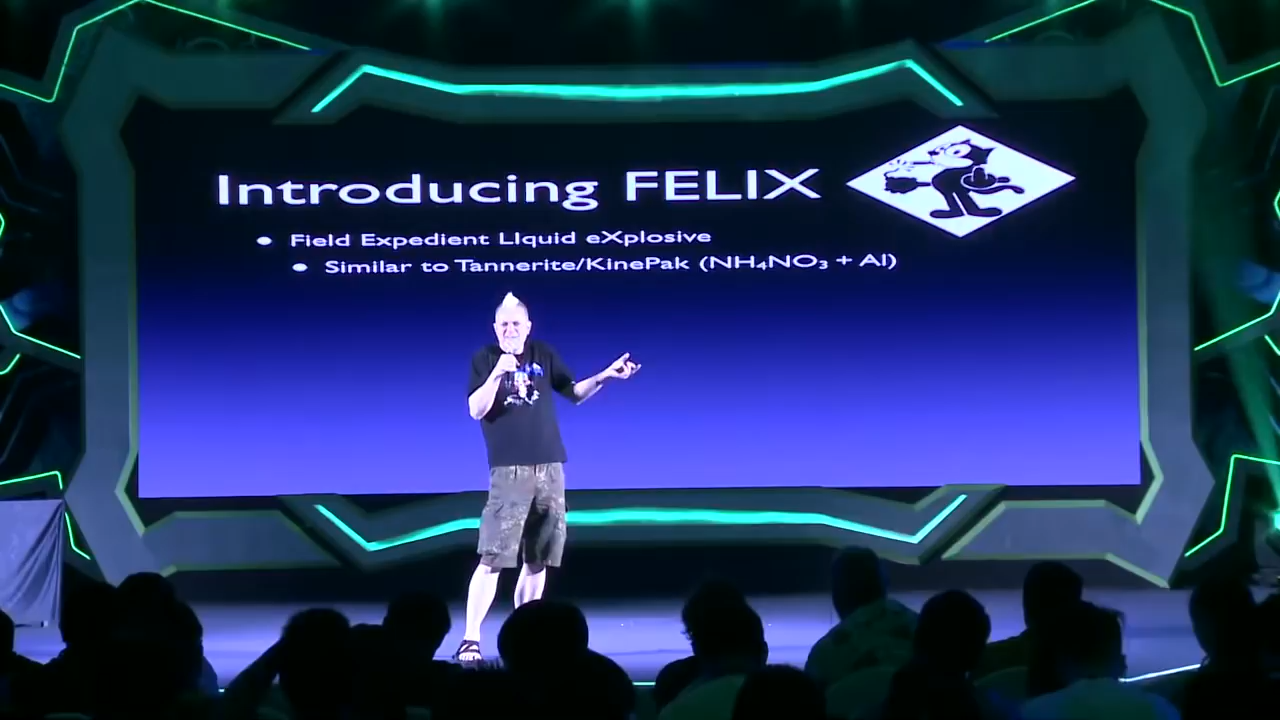 Introducing FELIX
• Field Expedient LIquid eXplosive
• Similar to Tannerite/KinePak (NH₄NO₃ + Al)